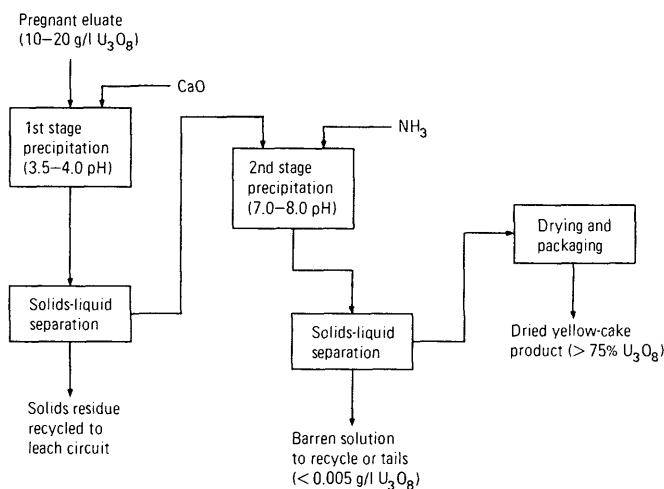 Pregnant eluate
(10–20 g/l U3O8)
CaO
1st stage
precipitation
(3.5–4.0 pH)
NH3
2nd stage
precipitation
(7.0–8.0 pH)
Drying and
packaging
Solids-liquid
separation
Solids-liquid
separation
Dried yellow-cake
product (> 75% U3O8)
Solids residue
recycled to
leach circuit
Barren solution
to recycle or tails
(< 0.005 g/l U3O8)